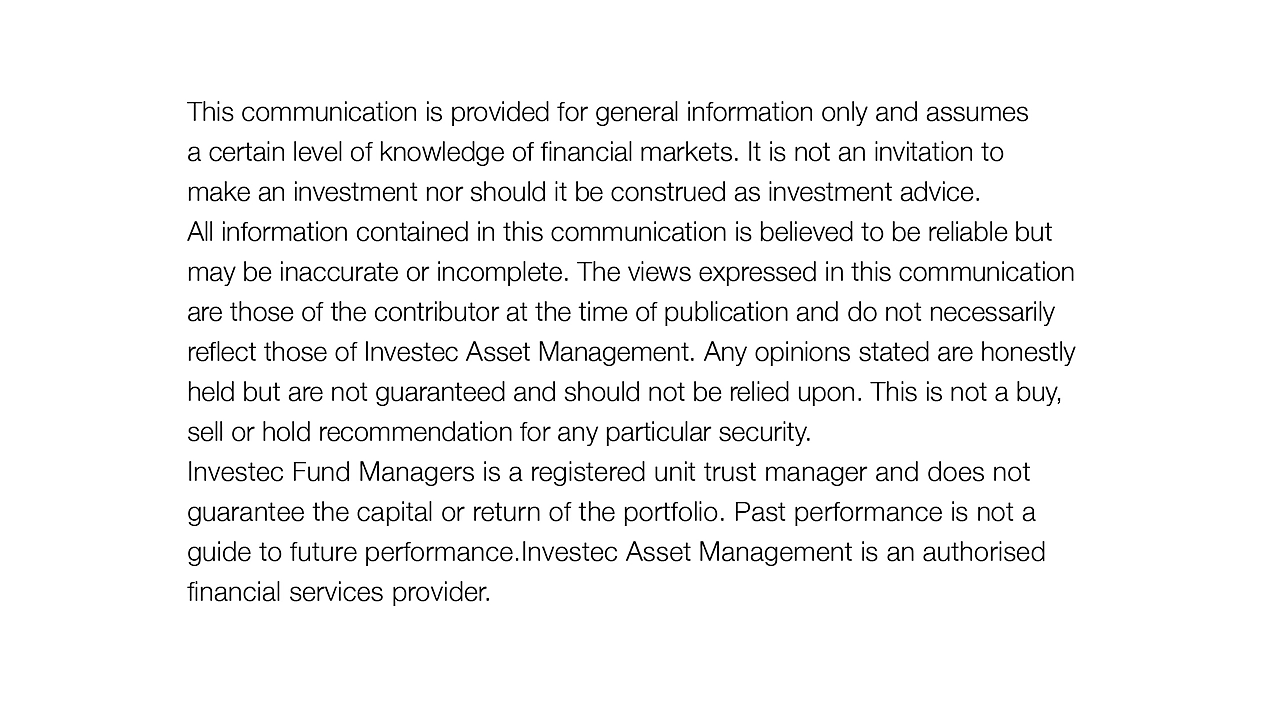 This communication is provided for general information only and assumes
a certain level of knowledge of financial markets. It is not an invitation to
make an investment nor should it be construed as investment advice.
All information contained in this communication is believed to be reliable but
may be inaccurate or incomplete. The views expressed in this communication
are those of the contributor at the time of publication and do not necessarily
reflect those of Investec Asset Management. Any opinions stated are honestly
held but are not guaranteed and should not be relied upon. This is not a buy,
sell or hold recommendation for any particular security.
Investec Fund Managers is a registered unit trust manager and does not
guarantee the capital or return of the portfolio. Past performance is not a
guide to future performance.Investec Asset Management is an authorised
financial services provider.